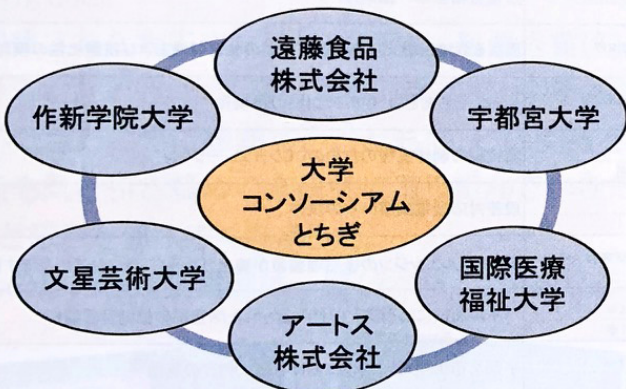 遠藤食品
株式会社
作新学院大学
宇都宮大学
大学
コンソーシアム
とちぎ
文星芸術大学
国際医療
福祉大学
アートス
株式会社